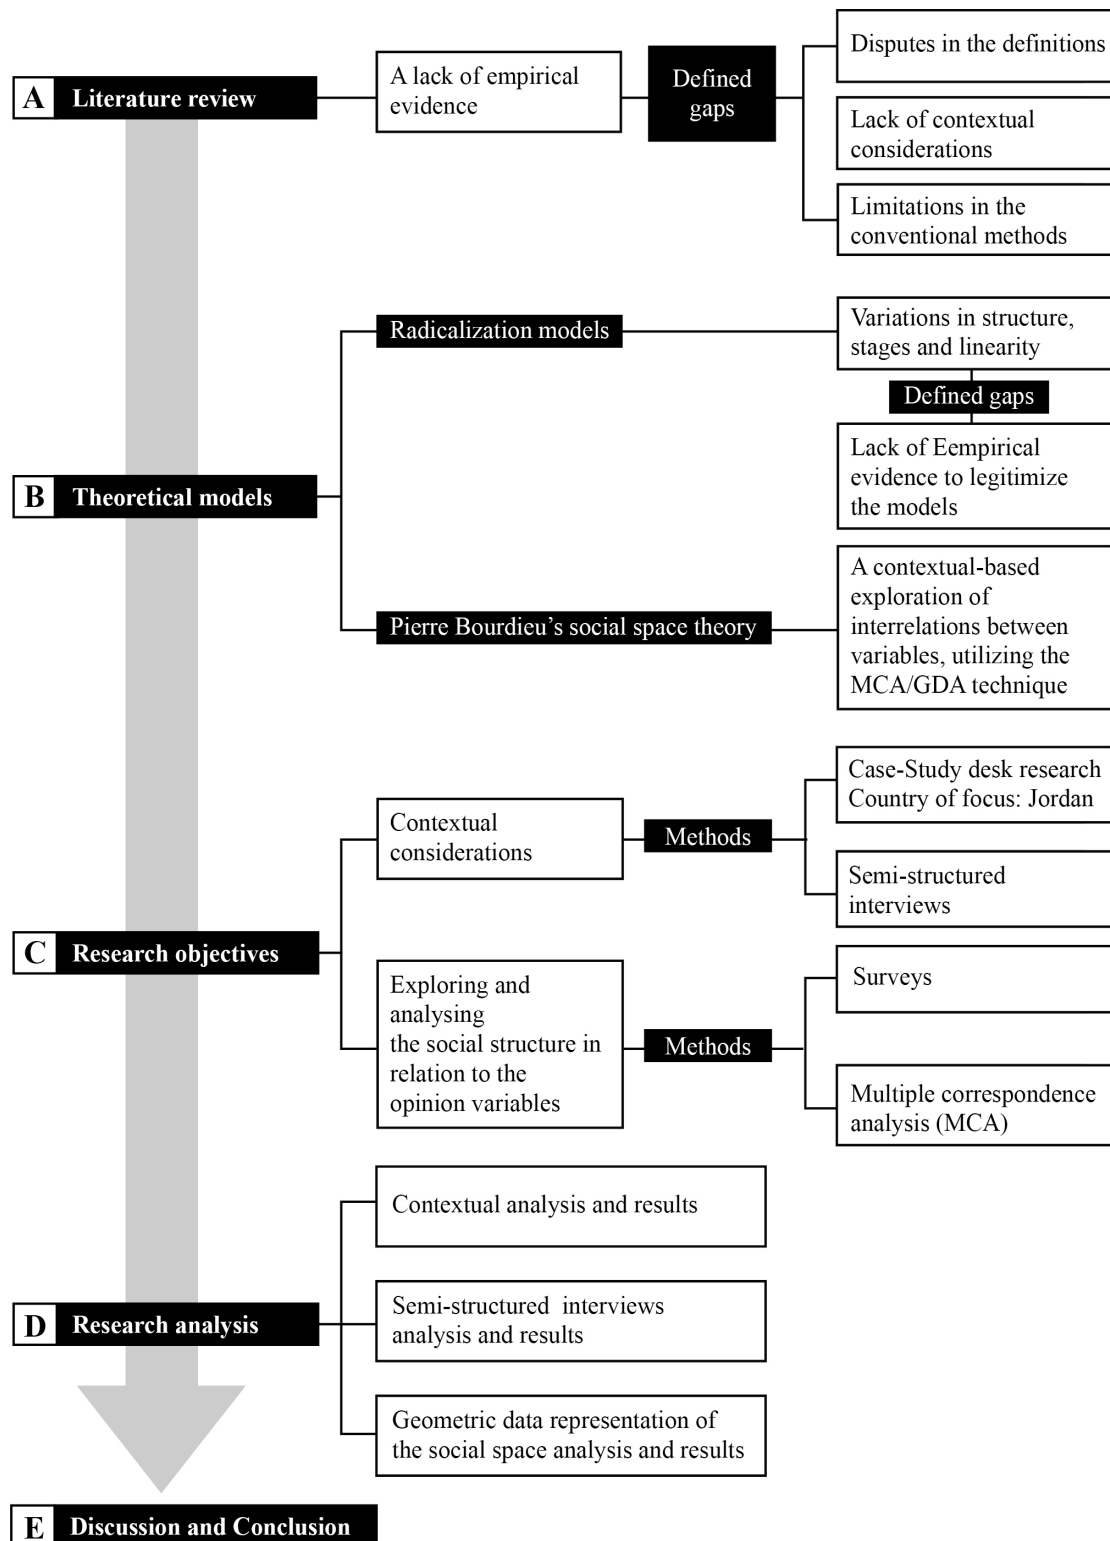 A Literature review
A lack of empirical
evidence
Defined
gaps
Disputes in the definitions
Lack of contextual
considerations
Limitations in the
conventional methods
B Theoretical models
Radicalization models
Variations in structure,
stages and linearity
Defined gaps
Lack of Eempirical
evidence to legitimize
the models
Pierre Bourdieu’s social space theory
A contextual-based
exploration of
interrelations between
variables, utilizing the
MCA/GDA technique
C Research objectives
Contextual
considerations
Methods
Case-Study desk research
Country of focus: Jordan
Semi-structured
interviews
Exploring and
analysing
the social structure in
relation to the
opinion variables
Methods
Surveys
Multiple correspondence
analysis (MCA)
D Research analysis
Contextual analysis and results
Semi-structured interviews
analysis and results
Geometric data representation of
the social space analysis and results
E Discussion and Conclusion